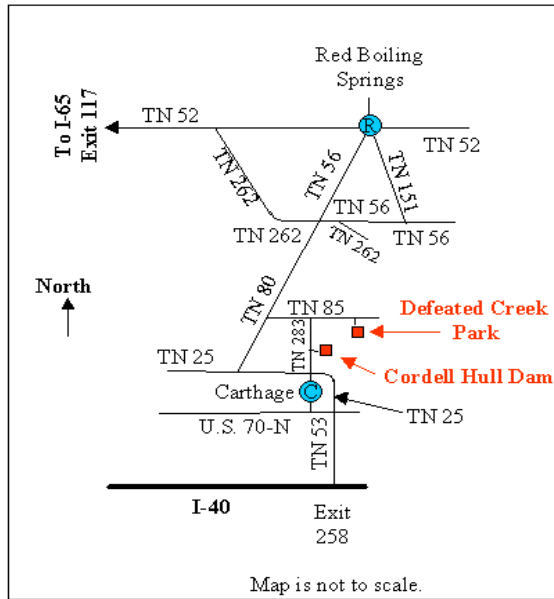 Red Boiling
Springs
To I-65
Exit 117
TN 52
R
TN 52
TN 262
TN 56
TN 151
TN 56
TN 262
TN 262
TN 56
North
TN 80
TN 85
Defeated Creek
Park
TN 283
TN 25
Cordell Hull Dam
Carthage
C
TN 25
U.S. 70-N
TN 53
I-40
Exit
258
Map is not to scale.